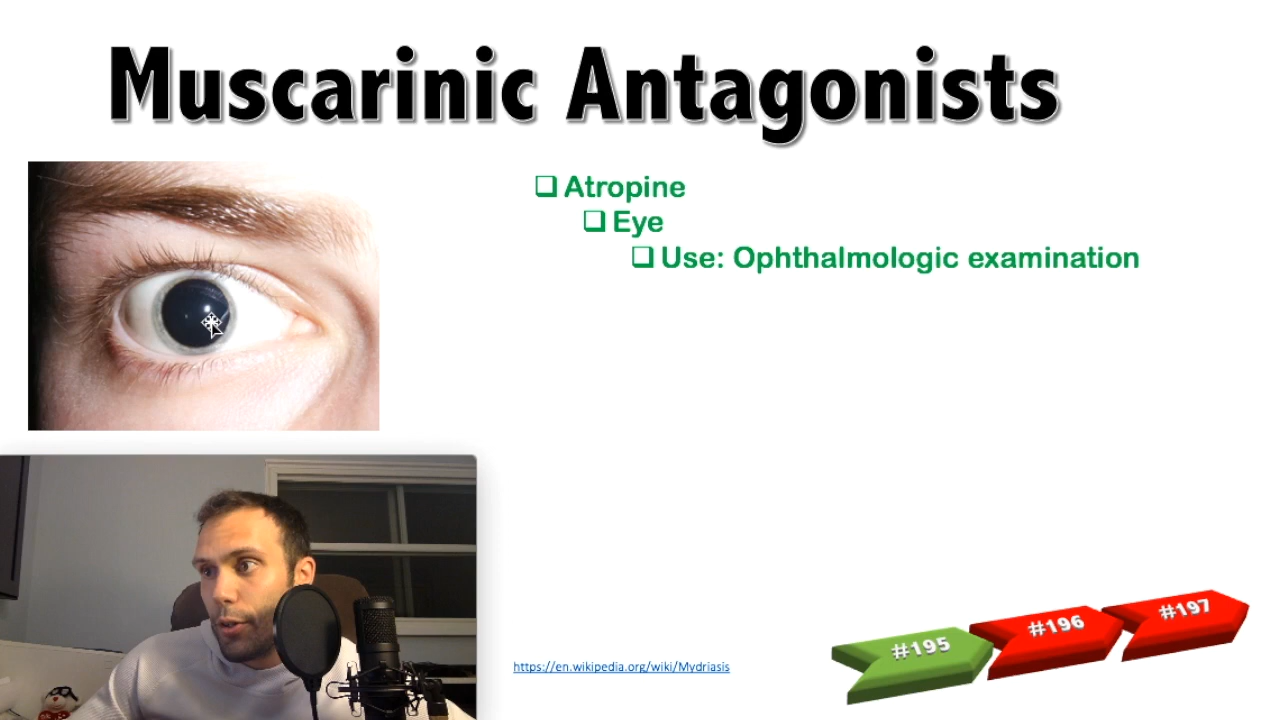 Muscarinic Antagonists
Atropine
Eye
Use: Ophthalmologic examination
https://en.wikipedia.org/wiki/Mydriasis
#195
#196
#197